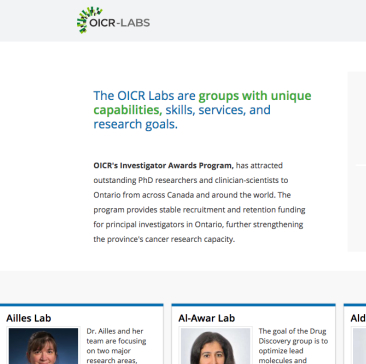 OICR-LABS
The OICR Labs are groups with unique
capabilities, skills, services, and
research goals.
OICR's Investigator Awards Program, has attracted
outstanding PhD researchers and clinician-scientists to
Ontario from across Canada and around the world. The
program provides stable recruitment and retention funding
for principal investigators in Ontario, further strengthening
the province's cancer research capacity.
Ailles Lab
Dr. Ailles and her
team are focusing
on two major
research areas,
Al-Awar Lab
The goal of the Drug
Discovery group is to
optimize lead
molecules and
Ald